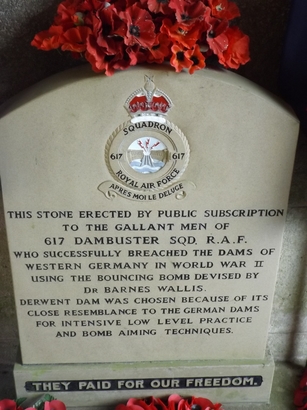 SQUADRON
617 617
ROYAL AIR FORCE
APRES MOI LE DELUGE
THIS STONE ERECTED BY PUBLIC SUBSCRIPTION
TO THE GALLANT MEN OF
617 DAMBUSTER SQD. R.A.F.
WHO SUCCESSFULLY BREACHED THE DAMS OF
WESTERN GERMANY IN WORLD WAR II
USING THE BOUNCING BOMB DEVISED BY
DR BARNES WALLIS.
DERWENT DAM WAS CHOSEN BECAUSE OF ITS
CLOSE RESEMBLANCE TO THE GERMAN DAMS
FOR INTENSIVE LOW LEVEL PRACTICE
AND BOMB AIMING TECHNIQUES.
THEY PAID FOR OUR FREEDOM.